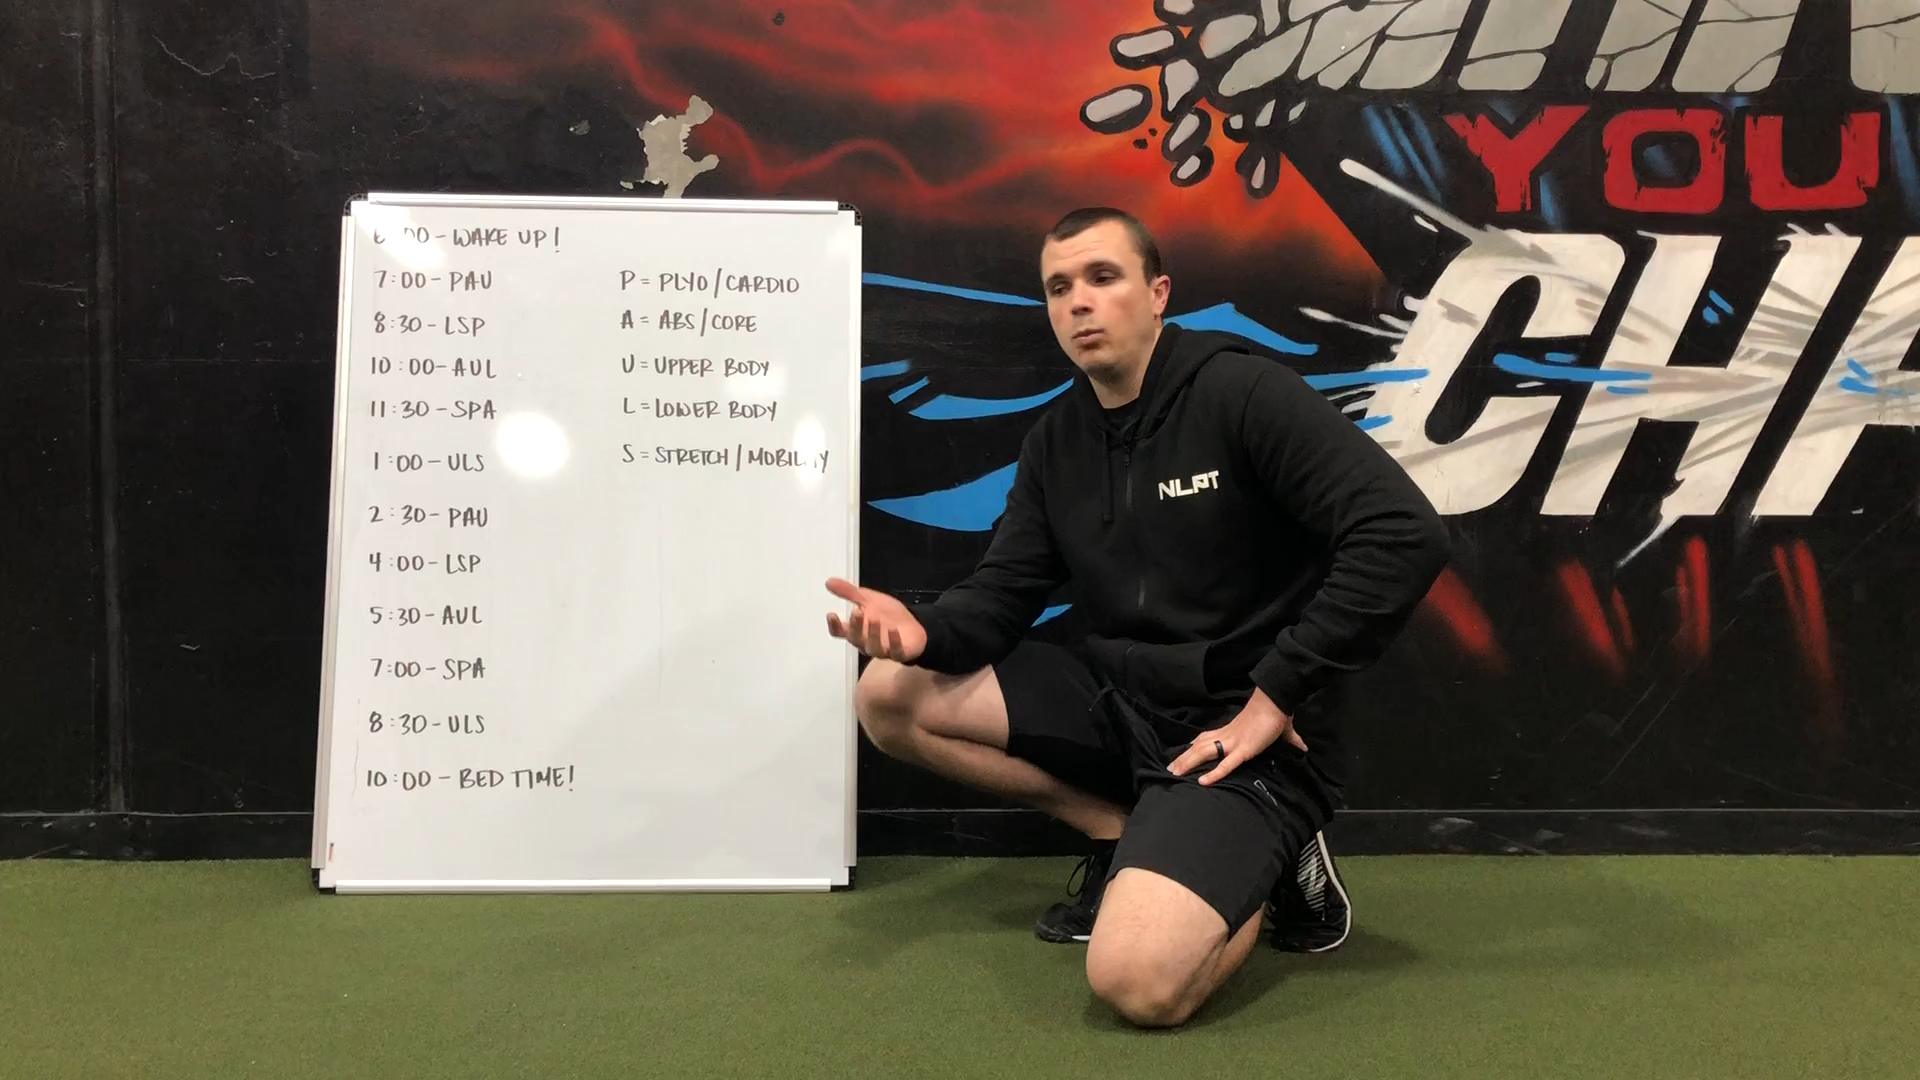 6:00 - WAKE UP!
7:00 - PAU
8:30 - LSP
10:00 - AUL
11:30 - SPA
1:00 - ULS
2:30 - PAU
4:00 - LSP
5:30 - AUL
7:00 - SPA
8:30 - ULS
10:00 - BED TIME!
P = PLYO/CARDIO
A = ABS/CORE
U = UPPER BODY
L = LOWER BODY
S = STRETCH/MOBILITY
NLPT
YOU